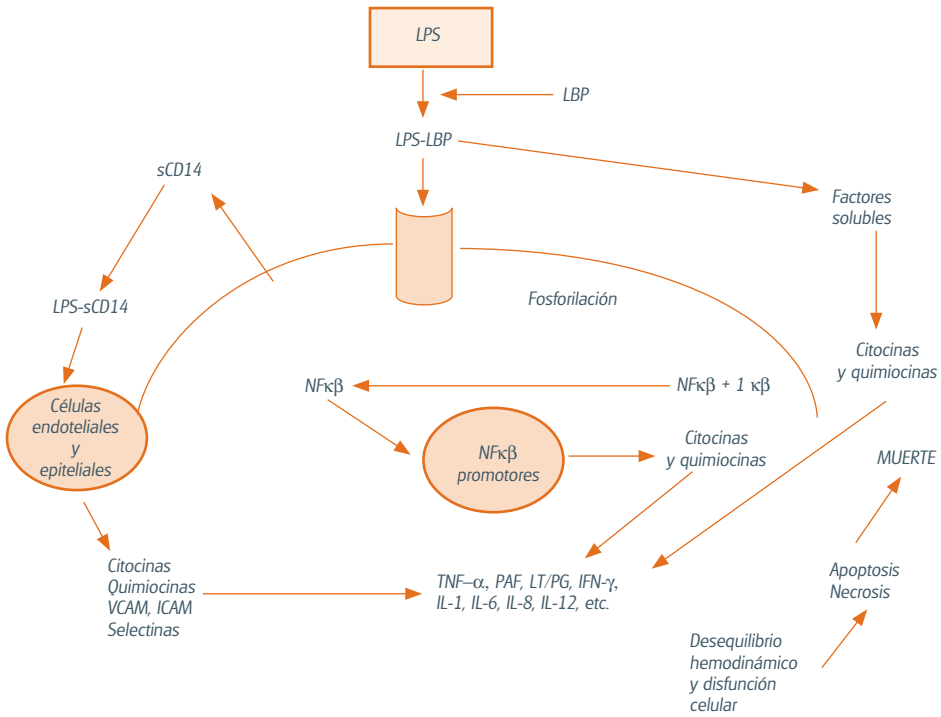 LPS
LBP
LPS-LBP
sCD14
Factores
solubles
LPS-sCD14
Fosforilación
Citocinas
y quimiocinas
NFκβ
NFκβ + 1 κβ
Células
endoteliales
y
epiteliales
NFκβ
promotores
Citocinas
y quimiocinas
MUERTE
Citocinas
Quimiocinas
VCAM, ICAM
Selectinas
TNF–α, PAF, LT/PG, IFN-γ,
IL-1, IL-6, IL-8, IL-12, etc.
Apoptosis
Necrosis
Desequilibrio
hemodinámico
y disfunción
celular